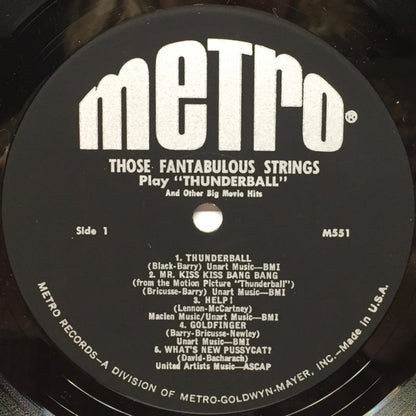 metro®
THOSE FANTABULOUS STRINGS
Play "THUNDERBALL"
And Other Big Movie Hits
Side 1
M551
1. THUNDERBALL
(Black-Barry) Unart Music—BMI
2. MR. KISS KISS BANG BANG
(from the Motion Picture "Thunderball")
(Bricusse-Barry) Unart Music—BMI
3. HELP!
(Lennon-McCartney)
Maclen Music/Unart Music—BMI
4. GOLDFINGER
(Barry-Bricusse-Newley)
Unart Music—BMI
5. WHAT'S NEW PUSSYCAT?
(David-Bacharach)
United Artists Music—ASCAP
METRO RECORDS—A DIVISION OF METRO-GOLDWYN-MAYER, INC.—Made in U.S.A.